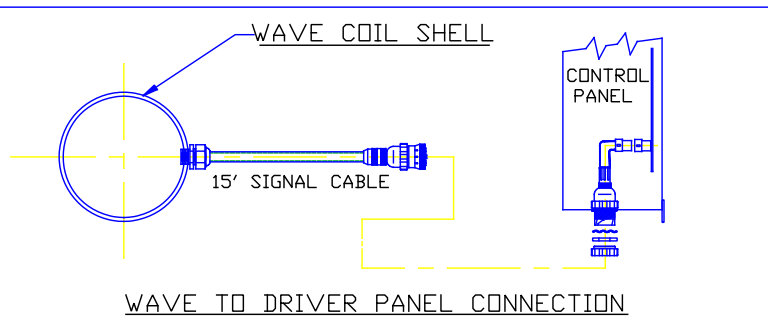 WAVE COIL SHELL
CONTROL
PANEL
15' SIGNAL CABLE
WAVE TO DRIVER PANEL CONNECTION